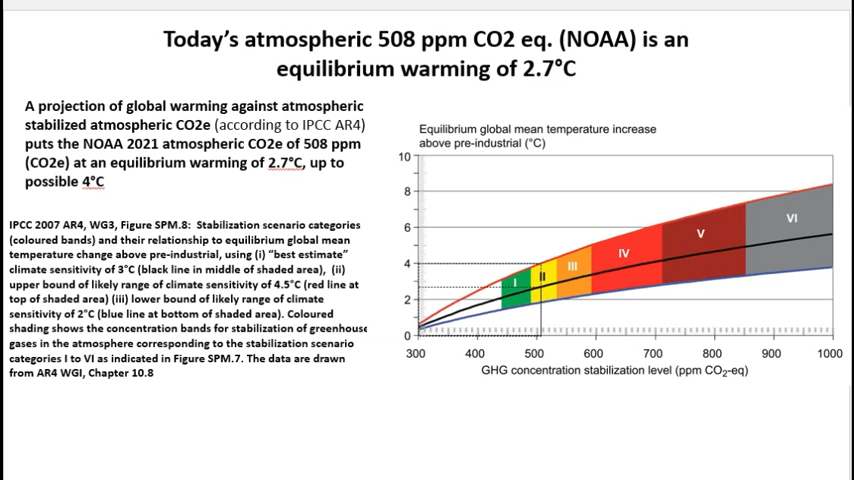 Today's atmospheric 508 ppm CO2 eq. (NOAA) is an
equilibrium warming of 2.7°C
A projection of global warming against atmospheric
stabilized atmospheric CO2e (according to IPCC AR4)
puts the NOAA 2021 atmospheric CO2e of 508 ppm
(CO2e) at an equilibrium warming of 2.7°C, up to
possible 4°C
IPCC 2007 AR4, WG3, Figure SPM.8: Stabilization scenario categories
(coloured bands) and their relationship to equilibrium global mean
temperature change above pre-industrial, using (i) "best estimate"
climate sensitivity of 3°C (black line in middle of shaded area), (ii)
upper bound of likely range of climate sensitivity of 4.5°C (red line at
top of shaded area) (iii) lower bound of likely range of climate
sensitivity of 2°C (blue line at bottom of shaded area). Coloured
shading shows the concentration bands for stabilization of greenhouse
gases in the atmosphere corresponding to the stabilization scenario
categories I to VI as indicated in Figure SPM.7. The data are drawn
from AR4 WGI, Chapter 10.8
Equilibrium global mean temperature increase
above pre-industrial (°C)
10
8
6
4
2
0
I
II
III
IV
V
VI
300 400 500 600 700 800 900 1000
GHG concentration stabilization level (ppm CO2-eq)